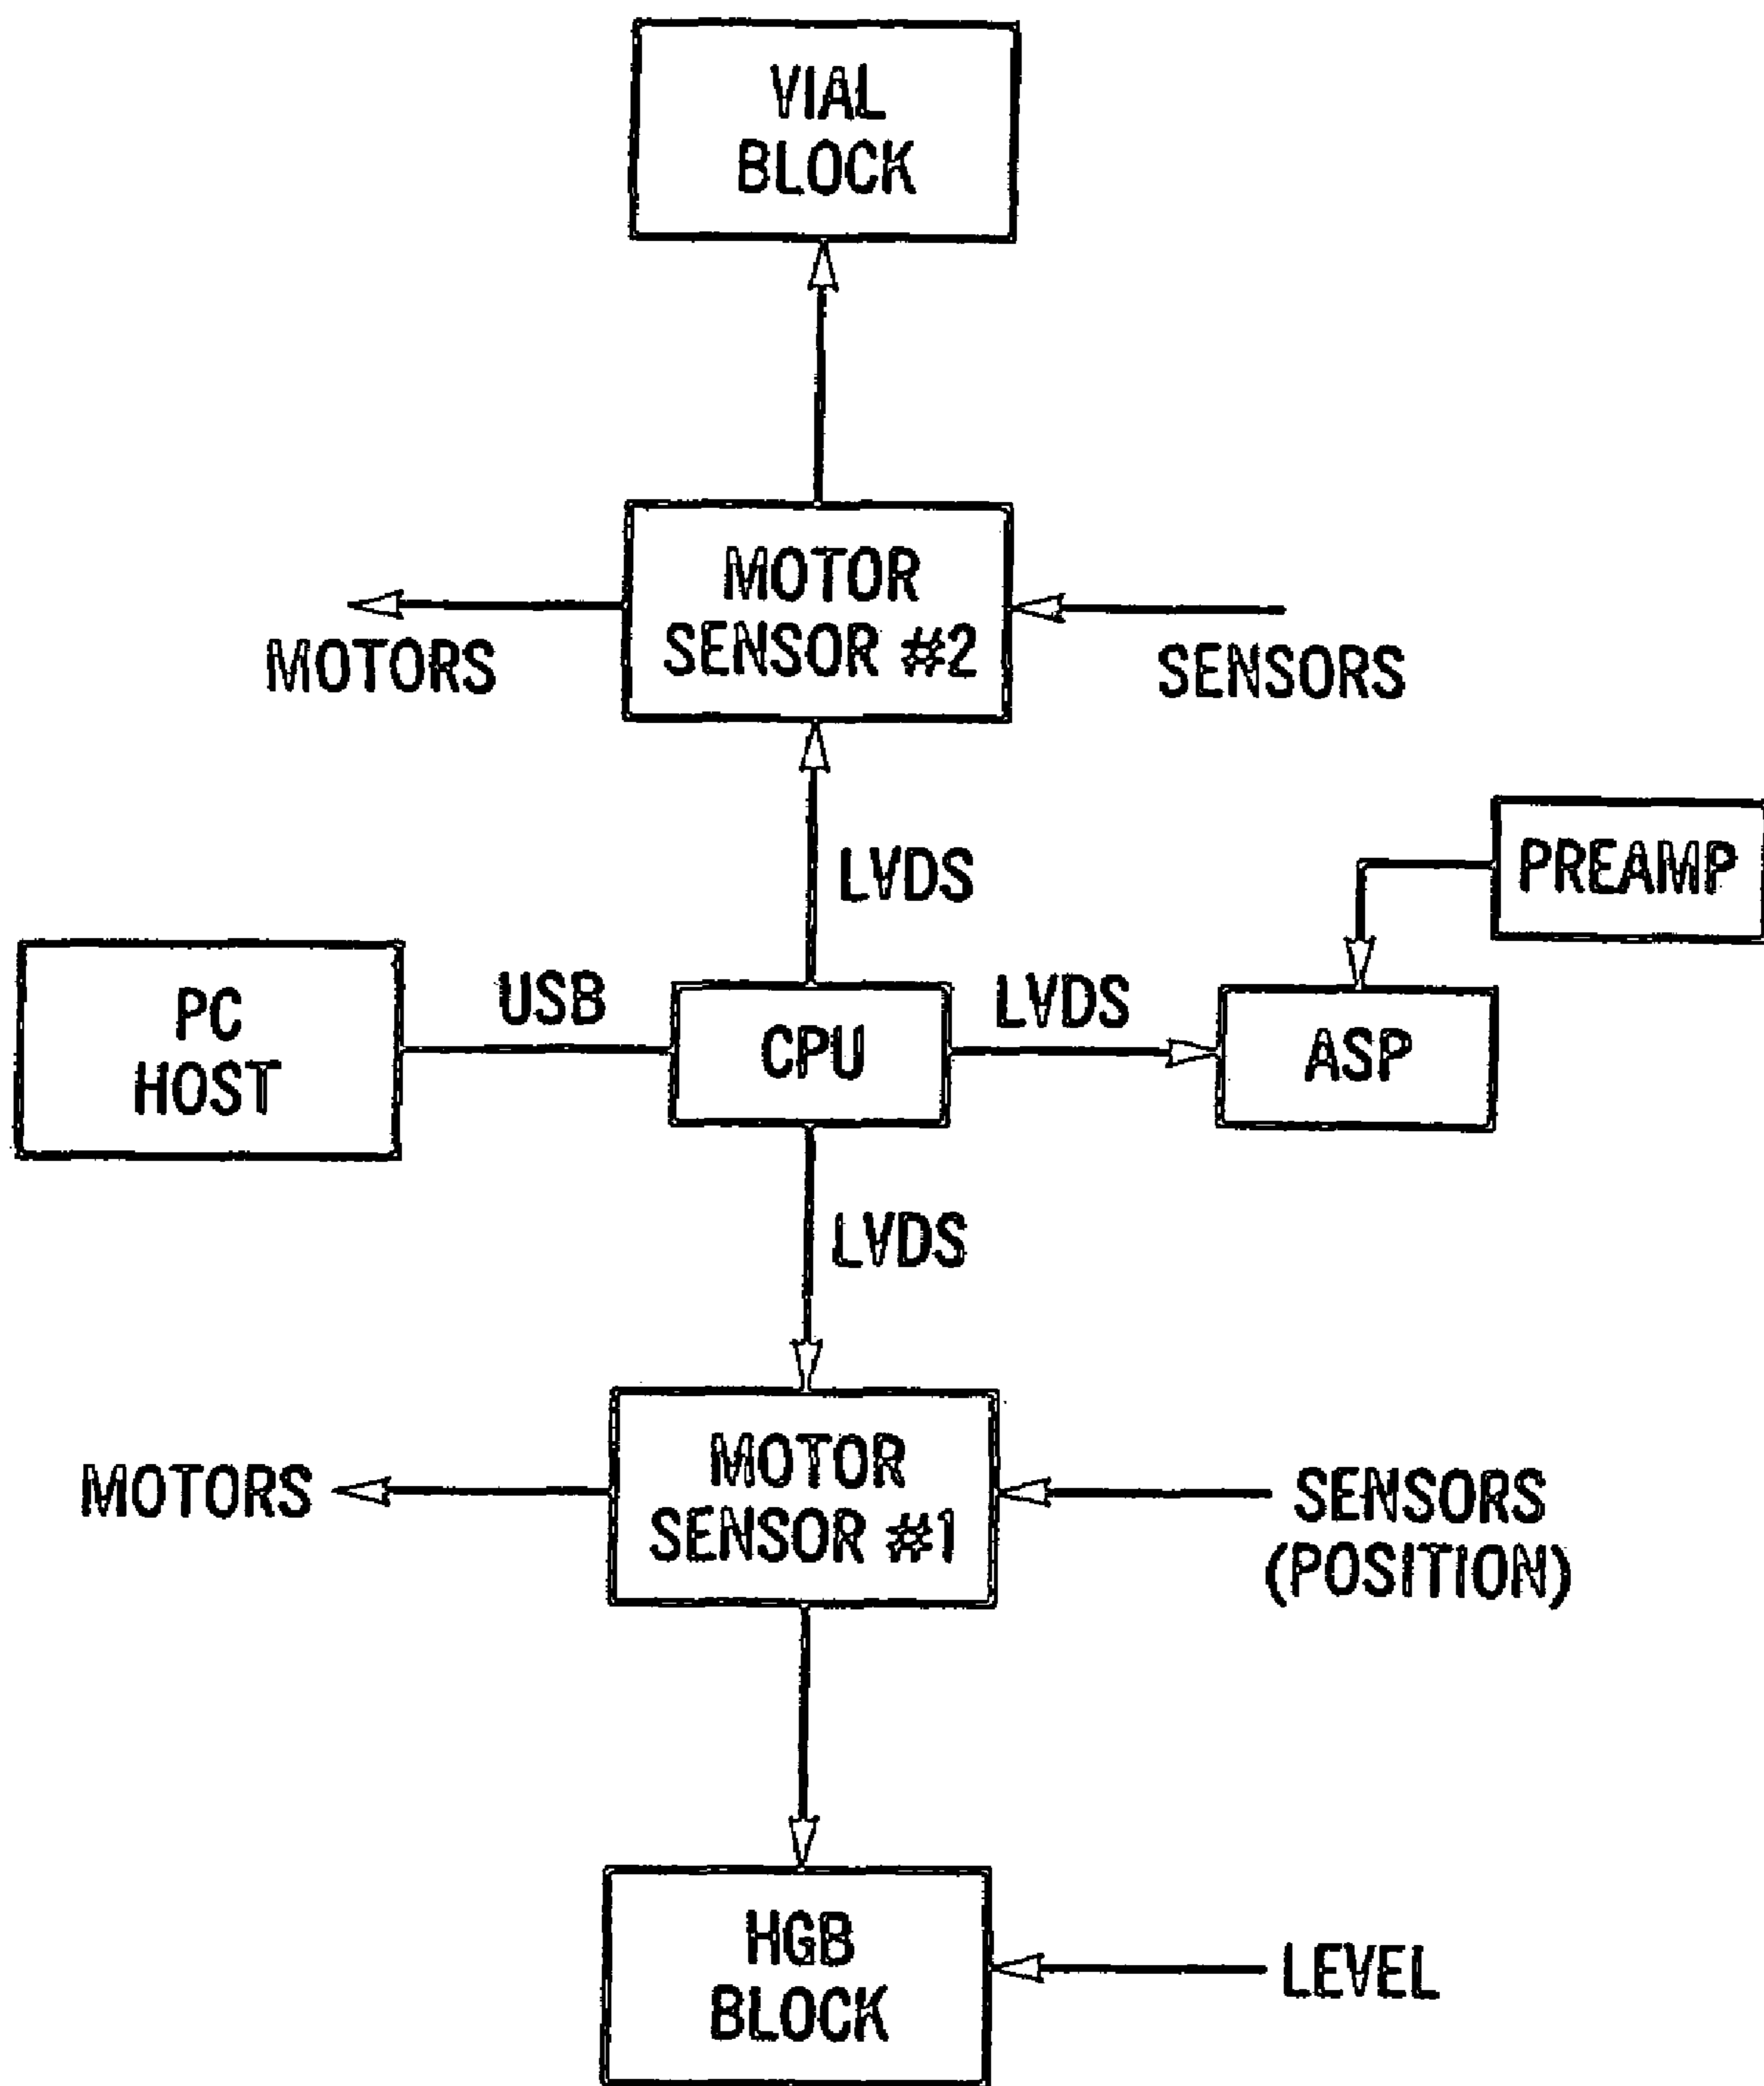 VIAL
BLOCK
MOTOR
SENSOR #2
MOTORS
SENSORS
LVDS
PREAMP
PC
HOST
USB
CPU
LVDS
ASP
LVDS
MOTORS
MOTOR
SENSOR #1
SENSORS
(POSITION)
HGB
BLOCK
LEVEL